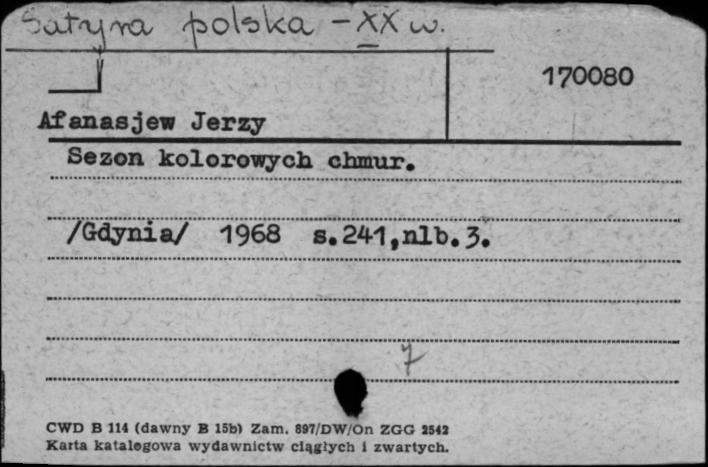 Satyra polska - XX w.
170080
Afanasjew Jerzy
Sezon kolorowych chmur.
/Gdynia/ 1968 s.241,nlb.3.
7
CWD B 114 (dawny B 15b) Zam. 897/DW/On ZGG 2542
Karta katalogowa wydawnictw ciągłych i zwartych.